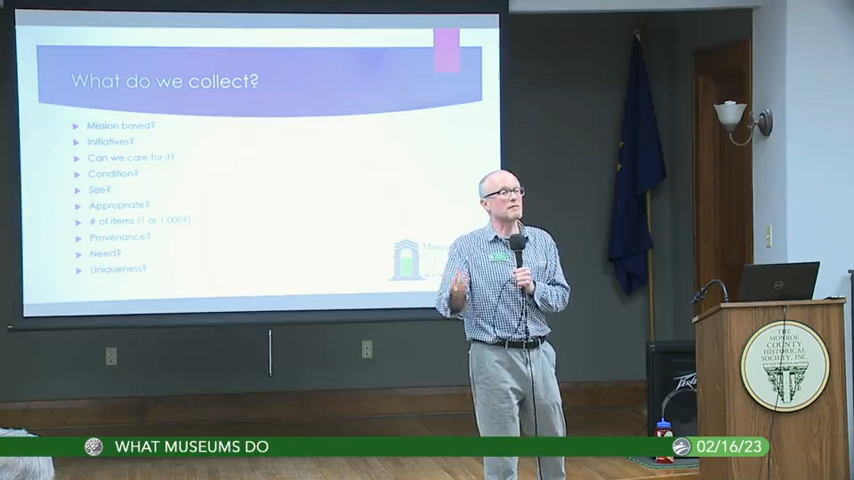 What do we collect?
Mission based?
Initiatives?
Can we care for it?
Condition?
Size?
Appropriate?
# of items (1 or 1,000?)
Provenance?
Need?
Uniqueness?
THE
MONROE
COUNTY
HISTORICAL
SOCIETY, INC.
WHAT MUSEUMS DO
02/16/23